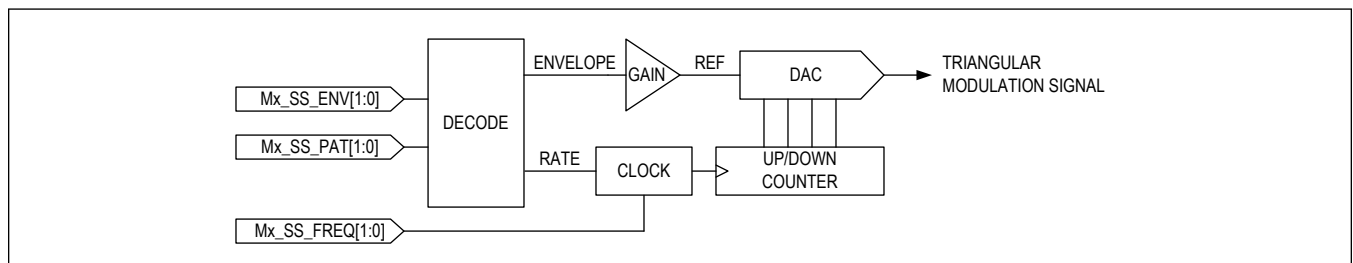 ENVELOPE
GAIN
REF
DAC
TRIANGULAR
MODULATION SIGNAL
Mx_SS_ENV[1:0]
DECODE
Mx_SS_PAT[1:0]
RATE
CLOCK
UP/DOWN
COUNTER
Mx_SS_FREQ[1:0]